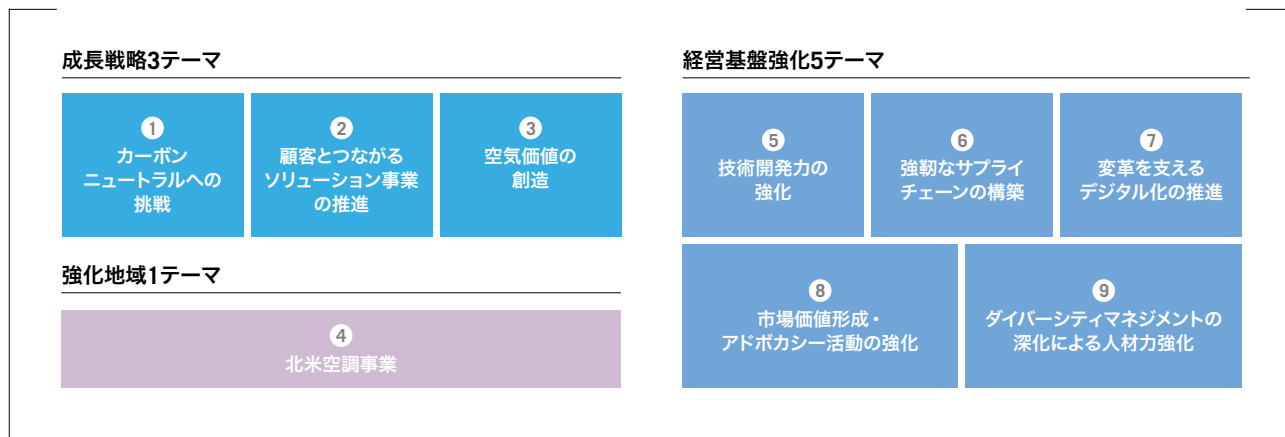 成長戦略3テーマ
1
カーボン
ニュートラルへの
挑戦
2
顧客とつながる
ソリューション事業
の推進
3
空気価値の
創造
強化地域1テーマ
4
北米空調事業
経営基盤強化5テーマ
5
技術開発力の
強化
6
強靭なサプライ
チェーンの構築
7
変革を支える
デジタル化の推進
8
市場価値形成・
アドボカシー活動の強化
9
ダイバーシティマネジメントの
深化による人材力強化